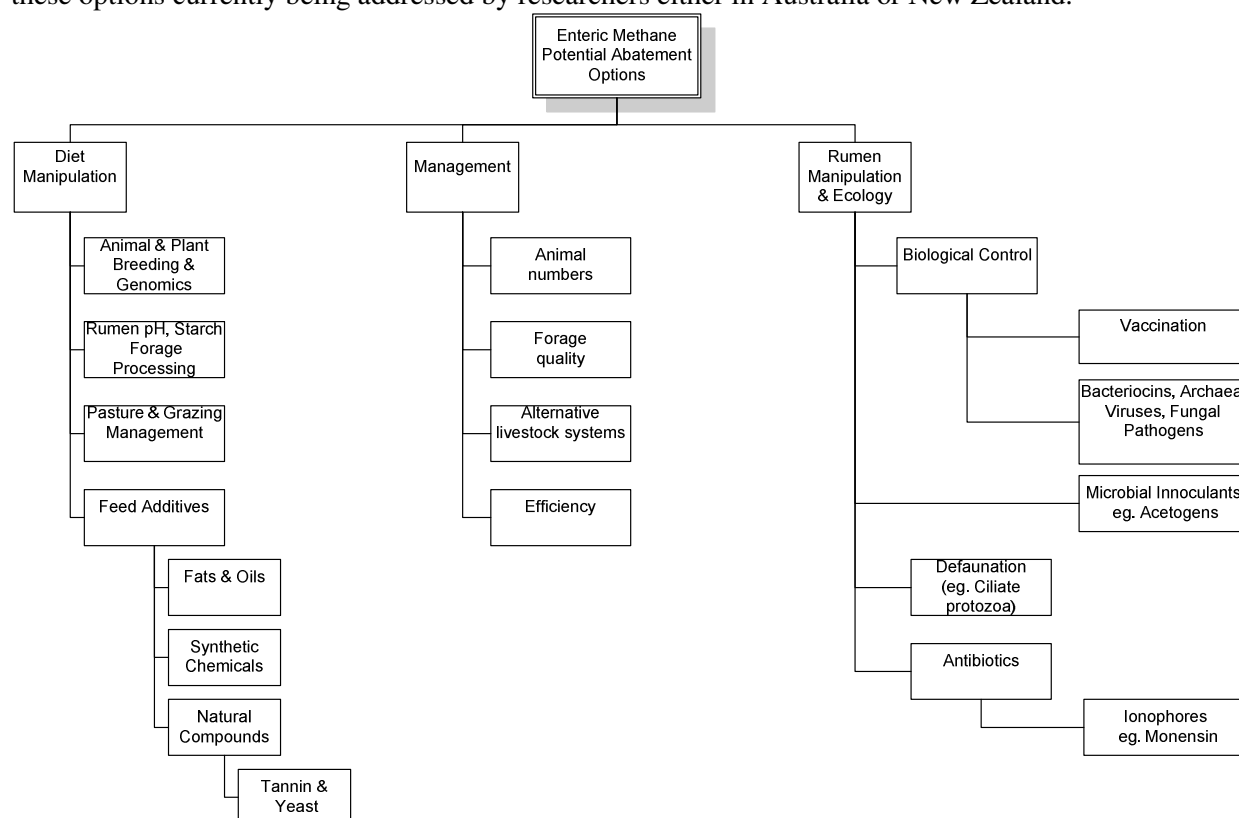 these options currently being addressed by researchers either in Australia or New Zealand.
Enteric Methane
Potential Abatement
Options
Diet
Manipulation
Animal & Plant
Breeding &
Genomics
Rumen pH, Starch
Forage
Processing
Pasture & Grazing
Management
Feed Additives
Fats & Oils
Synthetic
Chemicals
Natural
Compounds
Tannin &
Yeast
Management
Animal
numbers
Forage
quality
Alternative
livestock systems
Efficiency
Rumen
Manipulation
& Ecology
Biological Control
Vaccination
Bacteriocins, Archaea
Viruses, Fungal
Pathogens
Microbial Innoculants
eg. Acetogens
Defaunation
(eg. Ciliate
protozoa)
Antibiotics
Ionophores
eg. Monensin